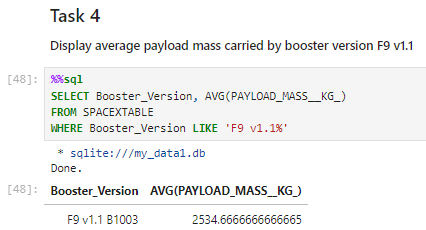 Task 4
Display average payload mass carried by booster version F9 v1.1
[48]: %%sql
SELECT Booster_Version, AVG(PAYLOAD_MASS__KG_)
FROM SPACEXTABLE
WHERE Booster_Version LIKE 'F9 v1.1%'
* sqlite:///my_data1.db
Done.
[48]: Booster_Version AVG(PAYLOAD_MASS__KG_)
F9 v1.1 B1003 2534.6666666666665